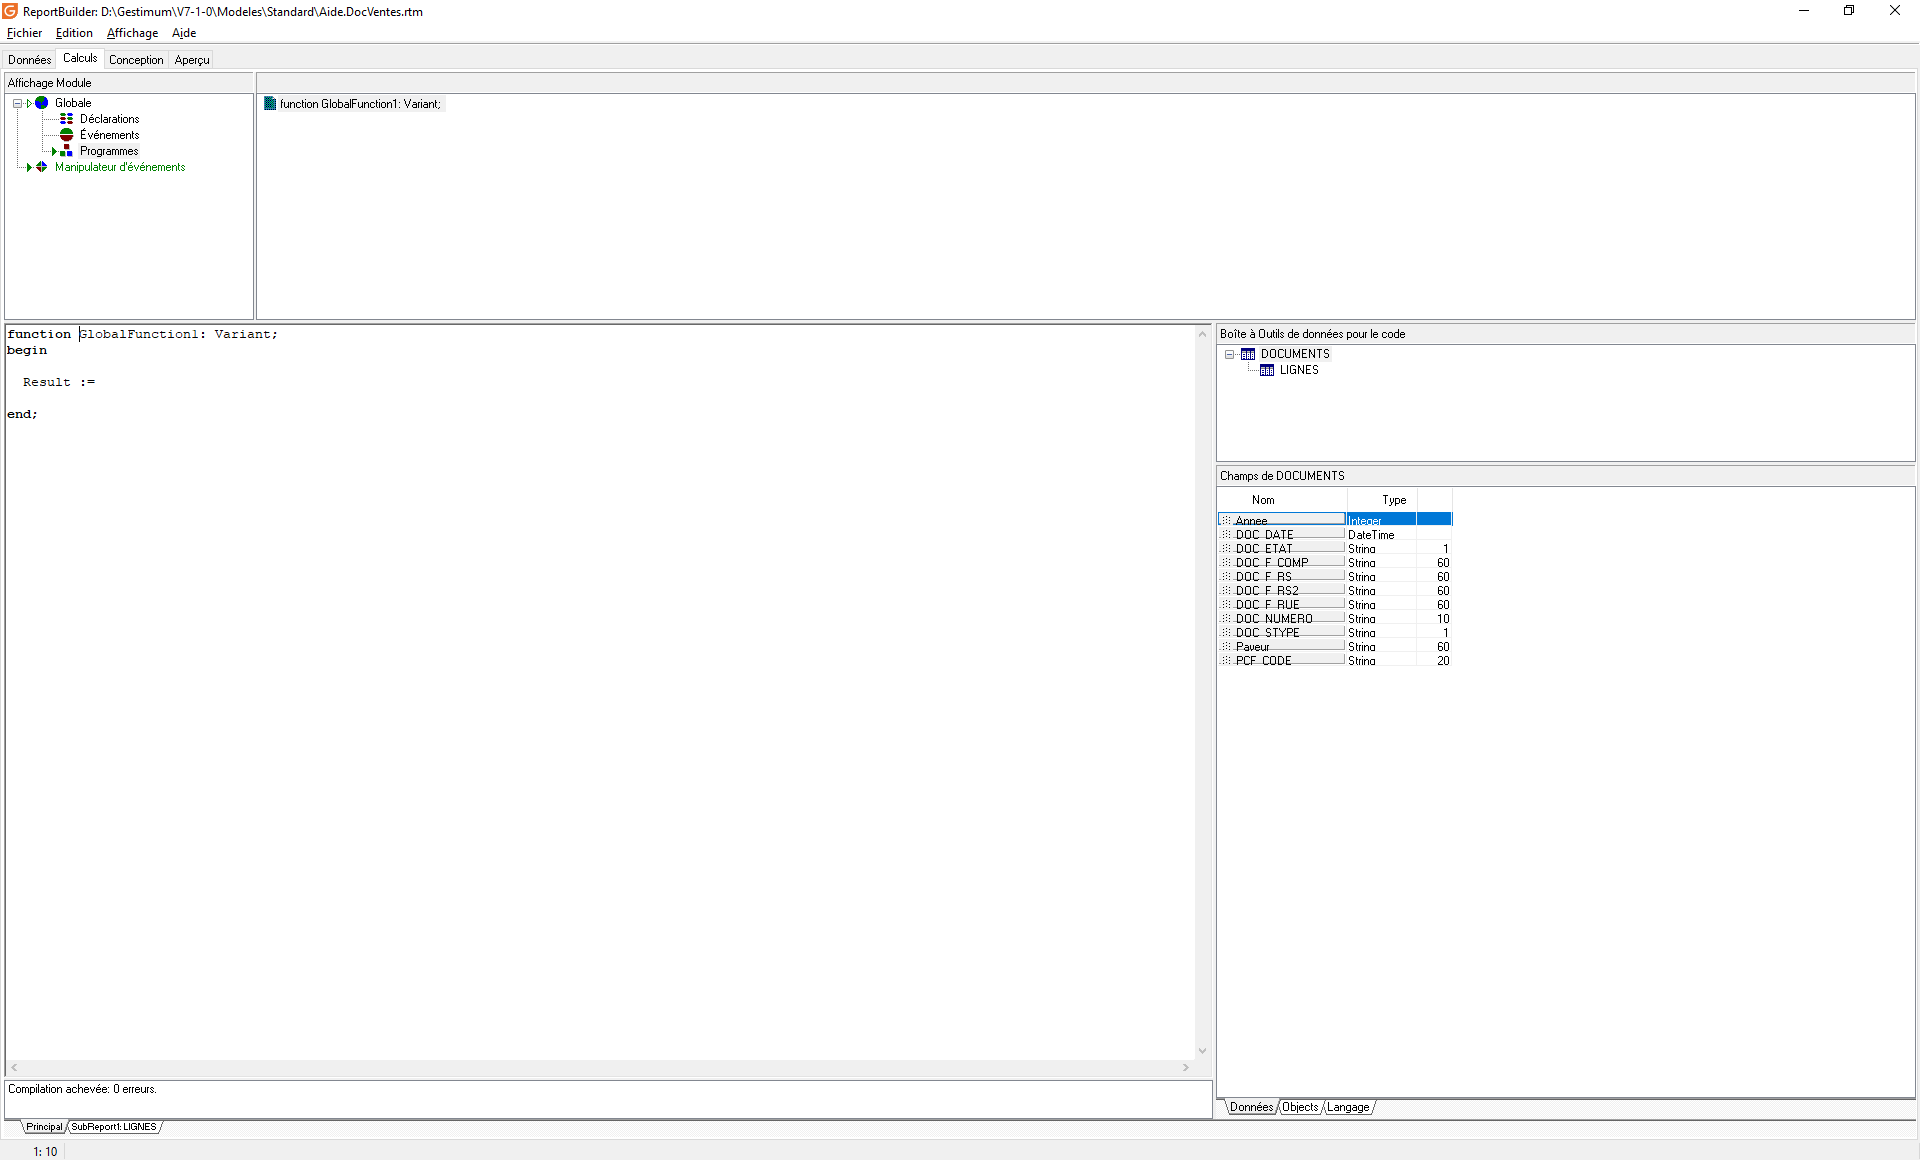 ReportBuilder: D:\Gestimum\V7-1-0\Modeles\Standard\Aide.DocVentes.rtm
Fichier Edition Affichage Aide
Données Calculs Conception Aperçu
Affichage Module
Globale
Déclarations
Événements
Programmes
Manipulateur d'événements
function GlobalFunction1: Variant;
function GlobalFunction1: Variant;
begin
Result :=
end;
Boîte à Outils de données pour le code
DOCUMENTS
LIGNES
Champs de DOCUMENTS
Nom Type
Annee Integer
DOC_DATE DateTime
DOC_ETAT String 1
DOC_F_COMP String 60
DOC_F_RS String 60
DOC_F_RS2 String 60
DOC_F_RUE String 60
DOC_NUMERO String 10
DOC_STYPE String 1
Payeur String 60
PCF_CODE String 20
Données Objects Langage
Compilation achevée: 0 erreurs.
Principal SubReport1: LIGNES
1: 10